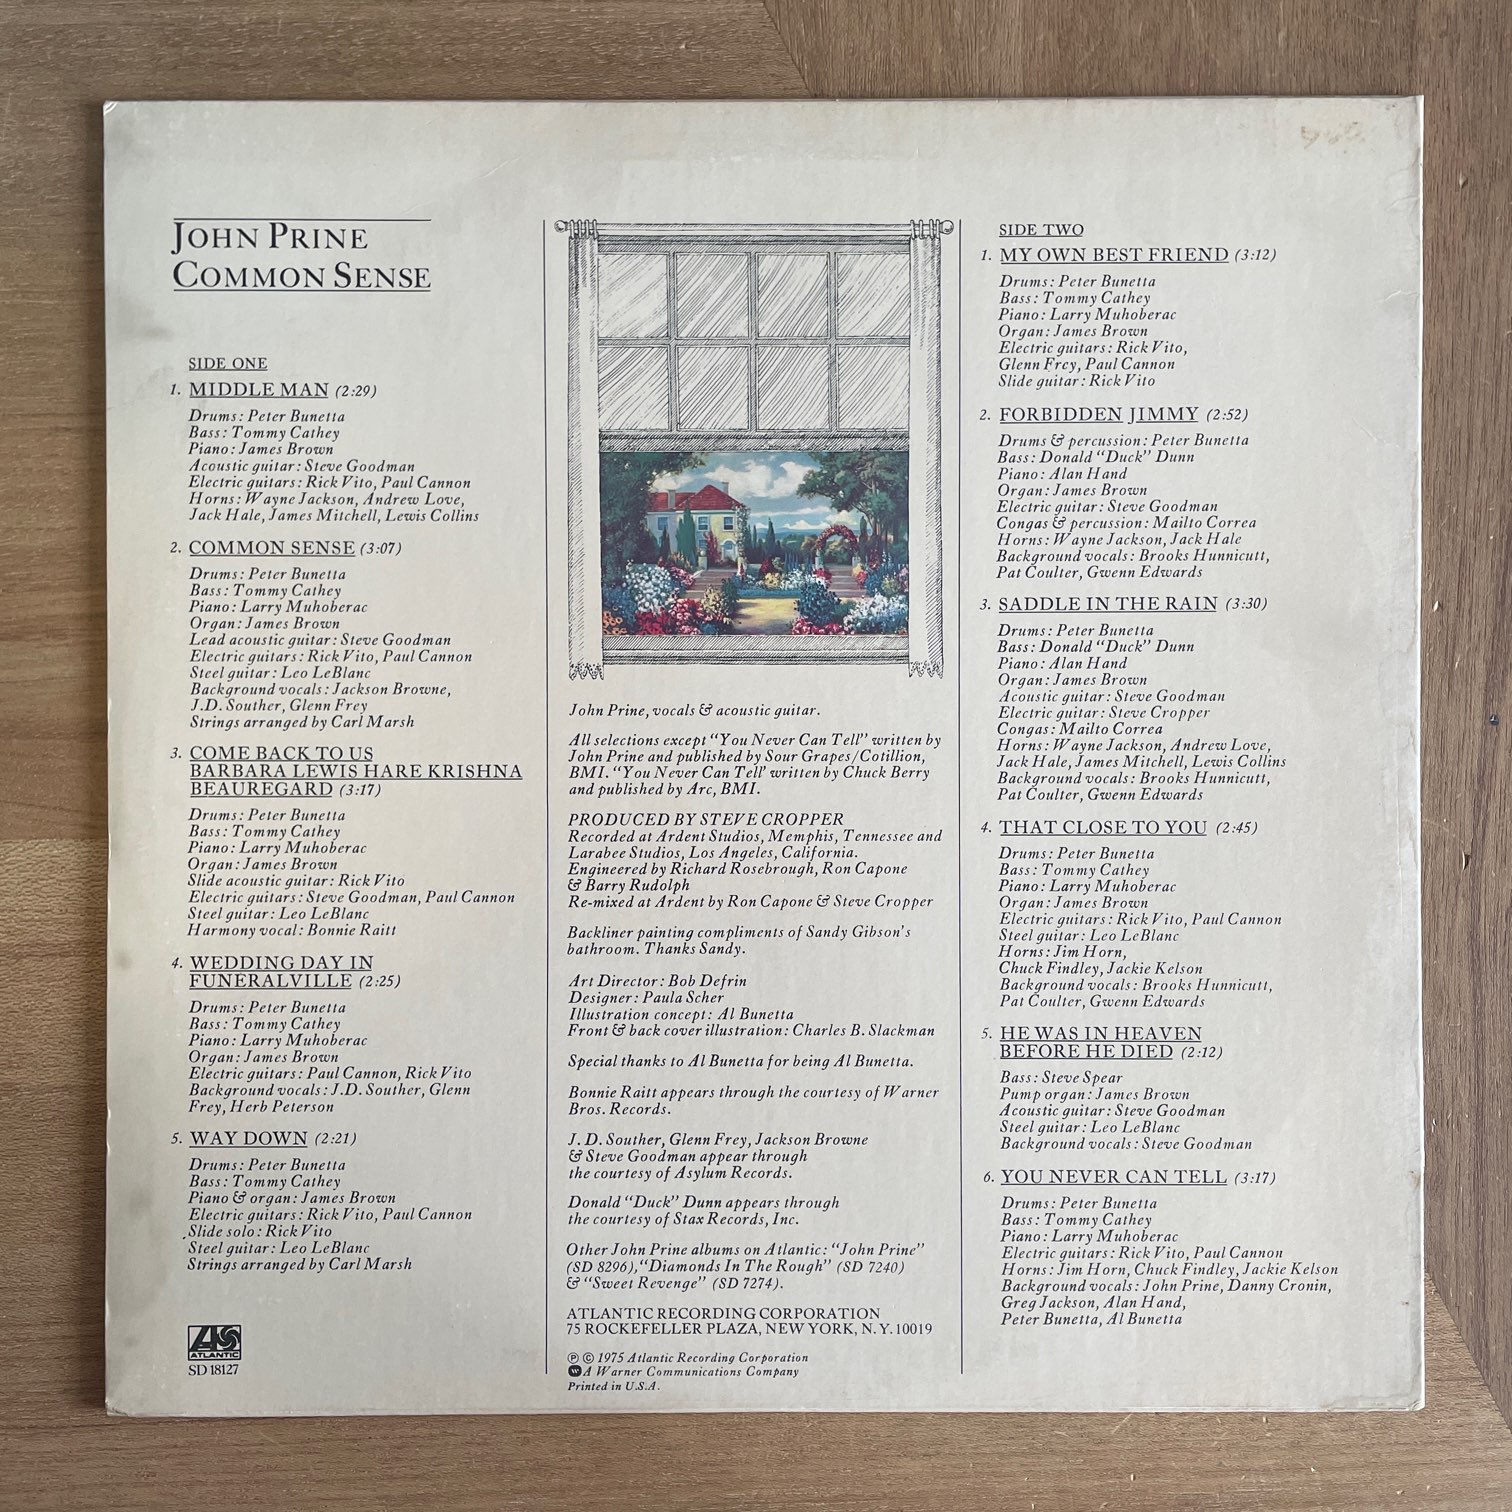 JOHN PRINE
COMMON SENSE
SIDE ONE
1. MIDDLE MAN (2:29)
Drums: Peter Bunetta
Bass: Tommy Cathey
Piano: James Brown
Acoustic guitar: Steve Goodman
Electric guitars: Rick Vito, Paul Cannon
Horns: Wayne Jackson, Andrew Love,
Jack Hale, James Mitchell, Lewis Collins
2. COMMON SENSE (3:07)
Drums: Peter Bunetta
Bass: Tommy Cathey
Piano: Larry Muhoberac
Organ: James Brown
Lead acoustic guitar: Steve Goodman
Electric guitars: Rick Vito, Paul Cannon
Steel guitar: Leo LeBlanc
Background vocals: Jackson Browne,
J.D. Souther, Glenn Frey
Strings arranged by Carl Marsh
3. COME BACK TO US
BARBARA LEWIS HARE KRISHNA
BEAUREGARD (3:17)
Drums: Peter Bunetta
Bass: Tommy Cathey
Piano: Larry Muhoberac
Organ: James Brown
Slide acoustic guitar: Rick Vito
Electric guitars: Steve Goodman, Paul Cannon
Steel guitar: Leo LeBlanc
Harmony vocal: Bonnie Raitt
4. WEDDING DAY IN
FUNERALVILLE (2:25)
Drums: Peter Bunetta
Bass: Tommy Cathey
Piano: Larry Muhoberac
Organ: James Brown
Electric guitars: Paul Cannon, Rick Vito
Background vocals: J.D. Souther, Glenn
Frey, Herb Peterson
5. WAY DOWN (2:21)
Drums: Peter Bunetta
Bass: Tommy Cathey
Piano & organ: James Brown
Electric guitars: Rick Vito, Paul Cannon
Slide solo: Rick Vito
Steel guitar: Leo LeBlanc
Strings arranged by Carl Marsh
ATLANTIC
SD 18127
John Prine, vocals & acoustic guitar.
All selections except "You Never Can Tell" written by
John Prine and published by Sour Grapes/Cotillion,
BMI. "You Never Can Tell' written by Chuck Berry
and published by Arc, BMI.
PRODUCED BY STEVE CROPPER
Recorded at Ardent Studios, Memphis, Tennessee and
Larabee Studios, Los Angeles, California.
Engineered by Richard Rosebrough, Ron Capone
& Barry Rudolph
Re-mixed at Ardent by Ron Capone & Steve Cropper
Backliner painting compliments of Sandy Gibson's
bathroom. Thanks Sandy.
Art Director: Bob Defrin
Designer: Paula Scher
Illustration concept: Al Bunetta
Front & back cover illustration: Charles B. Slackman
Special thanks to Al Bunetta for being Al Bunetta.
Bonnie Raitt appears through the courtesy of Warner
Bros. Records.
J.D. Souther, Glenn Frey, Jackson Browne
& Steve Goodman appear through
the courtesy of Asylum Records.
Donald "Duck" Dunn appears through
the courtesy of Stax Records, Inc.
Other John Prine albums on Atlantic: "John Prine"
(SD 8296), "Diamonds In The Rough" (SD 7240)
& "Sweet Revenge" (SD 7274).
ATLANTIC RECORDING CORPORATION
75 ROCKEFELLER PLAZA, NEW YORK, N.Y. 10019
℗ © 1975 Atlantic Recording Corporation
A Warner Communications Company
Printed in U.S.A.
SIDE TWO
1. MY OWN BEST FRIEND (3:12)
Drums: Peter Bunetta
Bass: Tommy Cathey
Piano: Larry Muhoberac
Organ: James Brown
Electric guitars: Rick Vito,
Glenn Frey, Paul Cannon
Slide guitar: Rick Vito
2. FORBIDDEN JIMMY (2:52)
Drums & percussion: Peter Bunetta
Bass: Donald "Duck" Dunn
Piano: Alan Hand
Organ: James Brown
Electric guitar: Steve Goodman
Congas & percussion: Mailto Correa
Horns: Wayne Jackson, Jack Hale
Background vocals: Brooks Hunnicutt,
Pat Coulter, Gwenn Edwards
3. SADDLE IN THE RAIN (3:30)
Drums: Peter Bunetta
Bass: Donald "Duck" Dunn
Piano: Alan Hand
Organ: James Brown
Acoustic guitar: Steve Goodman
Electric guitar: Steve Cropper
Congas: Mailto Correa
Horns: Wayne Jackson, Andrew Love,
Jack Hale, James Mitchell, Lewis Collins
Background vocals: Brooks Hunnicutt,
Pat Coulter, Gwenn Edwards
4. THAT CLOSE TO YOU (2:45)
Drums: Peter Bunetta
Bass: Tommy Cathey
Piano: Larry Muhoberac
Organ: James Brown
Electric guitars: Rick Vito, Paul Cannon
Steel guitar: Leo LeBlanc
Horns: Jim Horn,
Chuck Findley, Jackie Kelson
Background vocals: Brooks Hunnicutt,
Pat Coulter, Gwenn Edwards
5. HE WAS IN HEAVEN
BEFORE HE DIED (2:12)
Bass: Steve Spear
Pump organ: James Brown
Acoustic guitar: Steve Goodman
Steel guitar: Leo LeBlanc
Background vocals: Steve Goodman
6. YOU NEVER CAN TELL (3:17)
Drums: Peter Bunetta
Bass: Tommy Cathey
Piano: Larry Muhoberac
Electric guitars: Rick Vito, Paul Cannon
Horns: Jim Horn, Chuck Findley, Jackie Kelson
Background vocals: John Prine, Danny Cronin,
Greg Jackson, Alan Hand,
Peter Bunetta, Al Bunetta